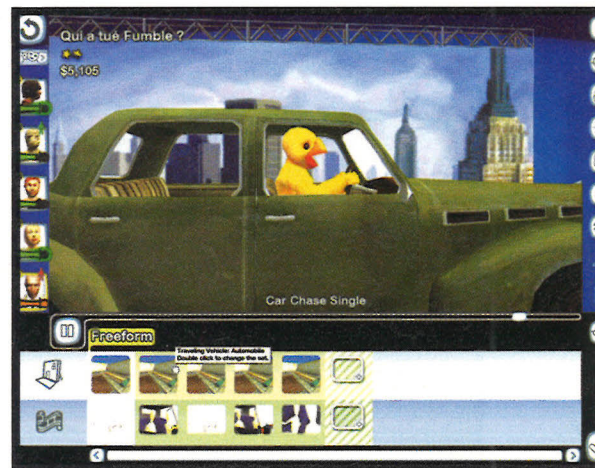 Qui a tué Fumble ?
$5,105
Car Chase Single
Freeform
Traveling Vehicle: Automobile
Double click to change the set.